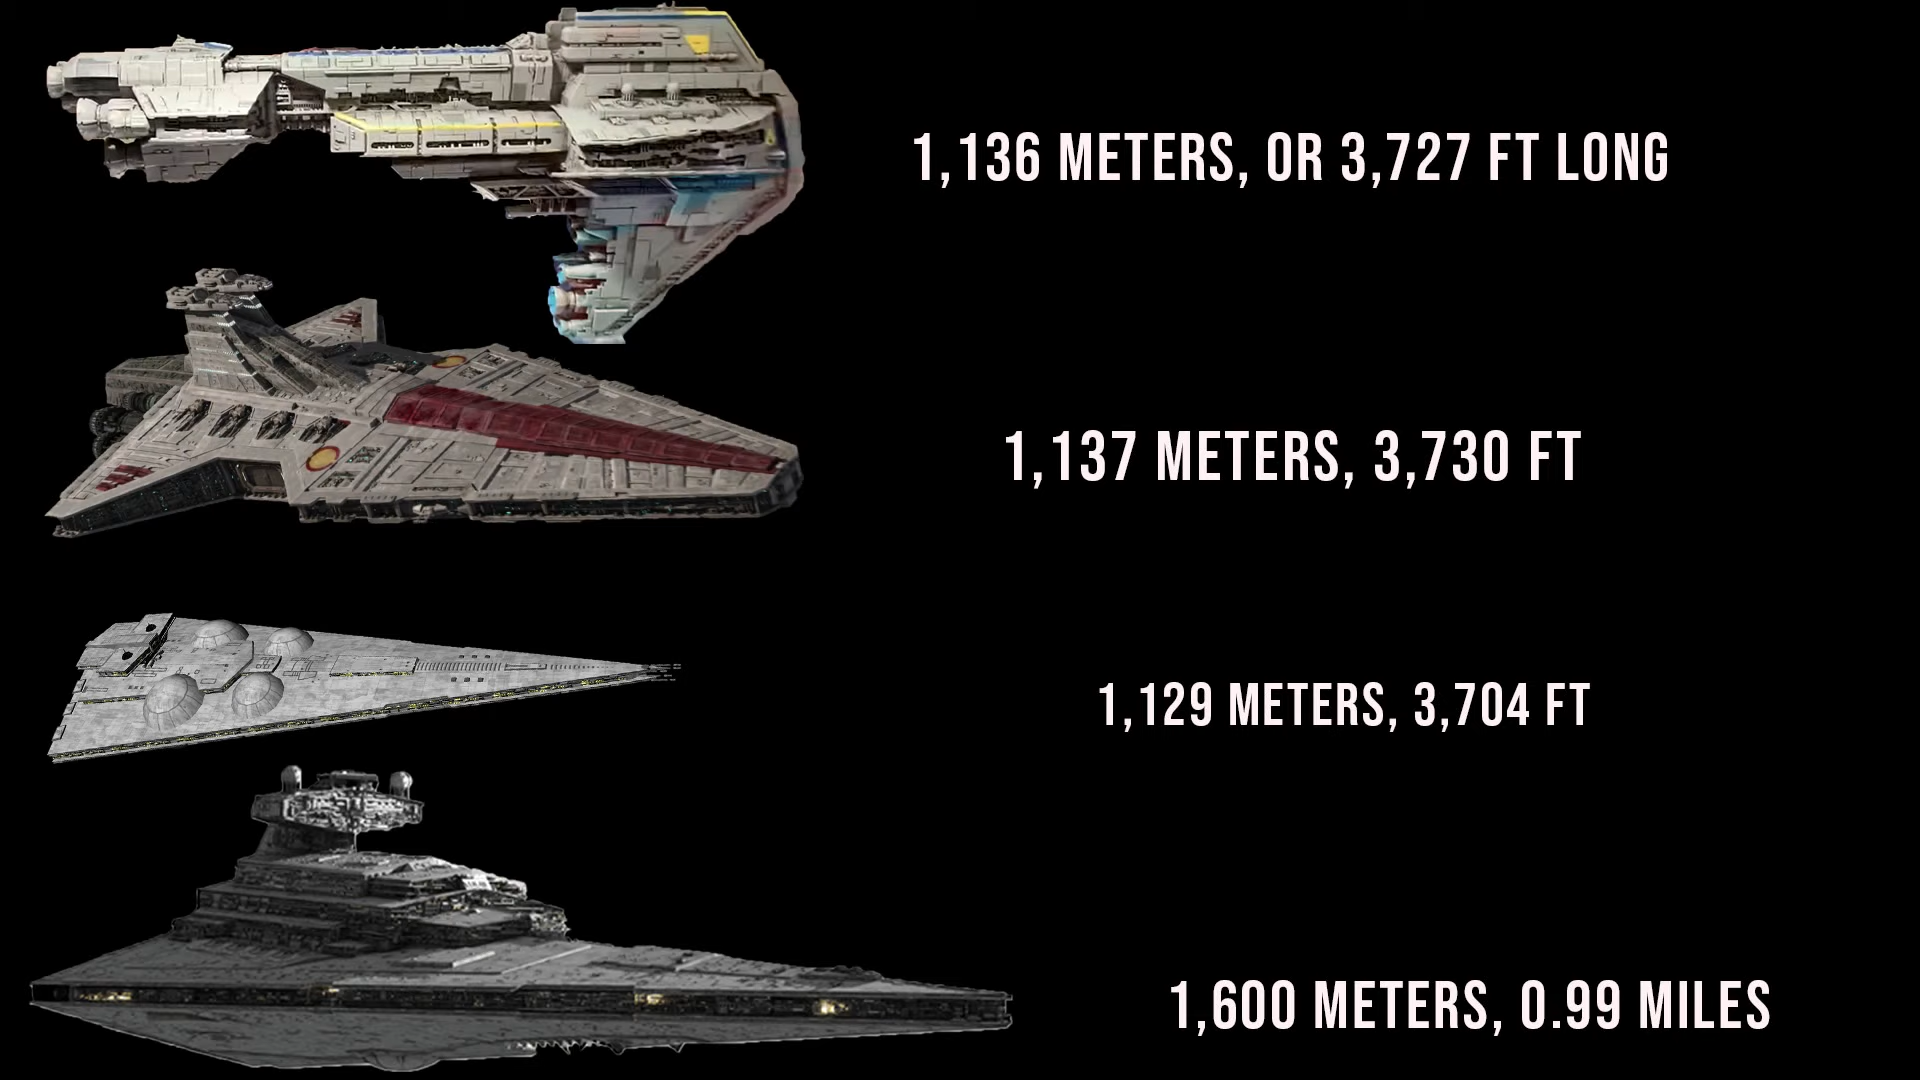 1,136 METERS, OR 3,727 FT LONG
1,137 METERS, 3,730 FT
1,129 METERS, 3,704 FT
1,600 METERS, 0.99 MILES